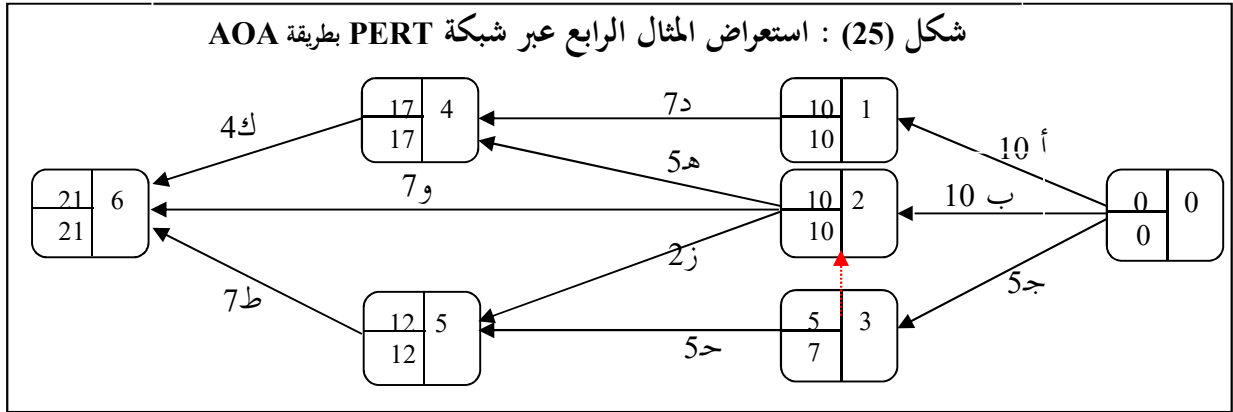 شكل (25) : استعراض المثال الرابع عبر شبكة PERT بطريقة AOA
0
0
0
أ 10
ب 10
جـ5
1
10
10
2
10
10
3
5
7
د7
هـ5
و7
ز2
حـ5
4
17
17
5
12
12
ك4
ط7
6
21
21